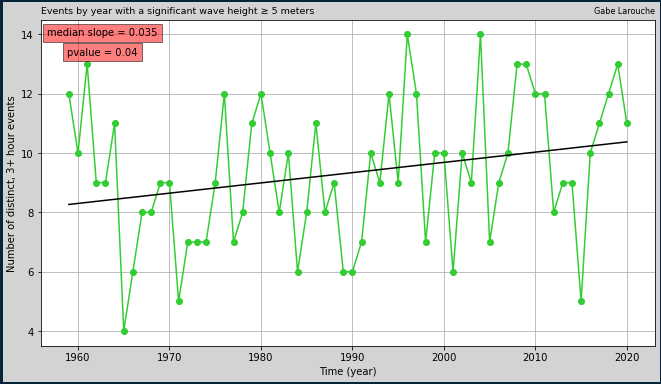 Events by year with a significant wave height ≥ 5 meters
Gabe Larouche
median slope = 0.035
pvalue = 0.04
Number of distinct, 3+ hour events
14
12
10
8
6
4
1960 1970 1980 1990 2000 2010 2020
Time (year)